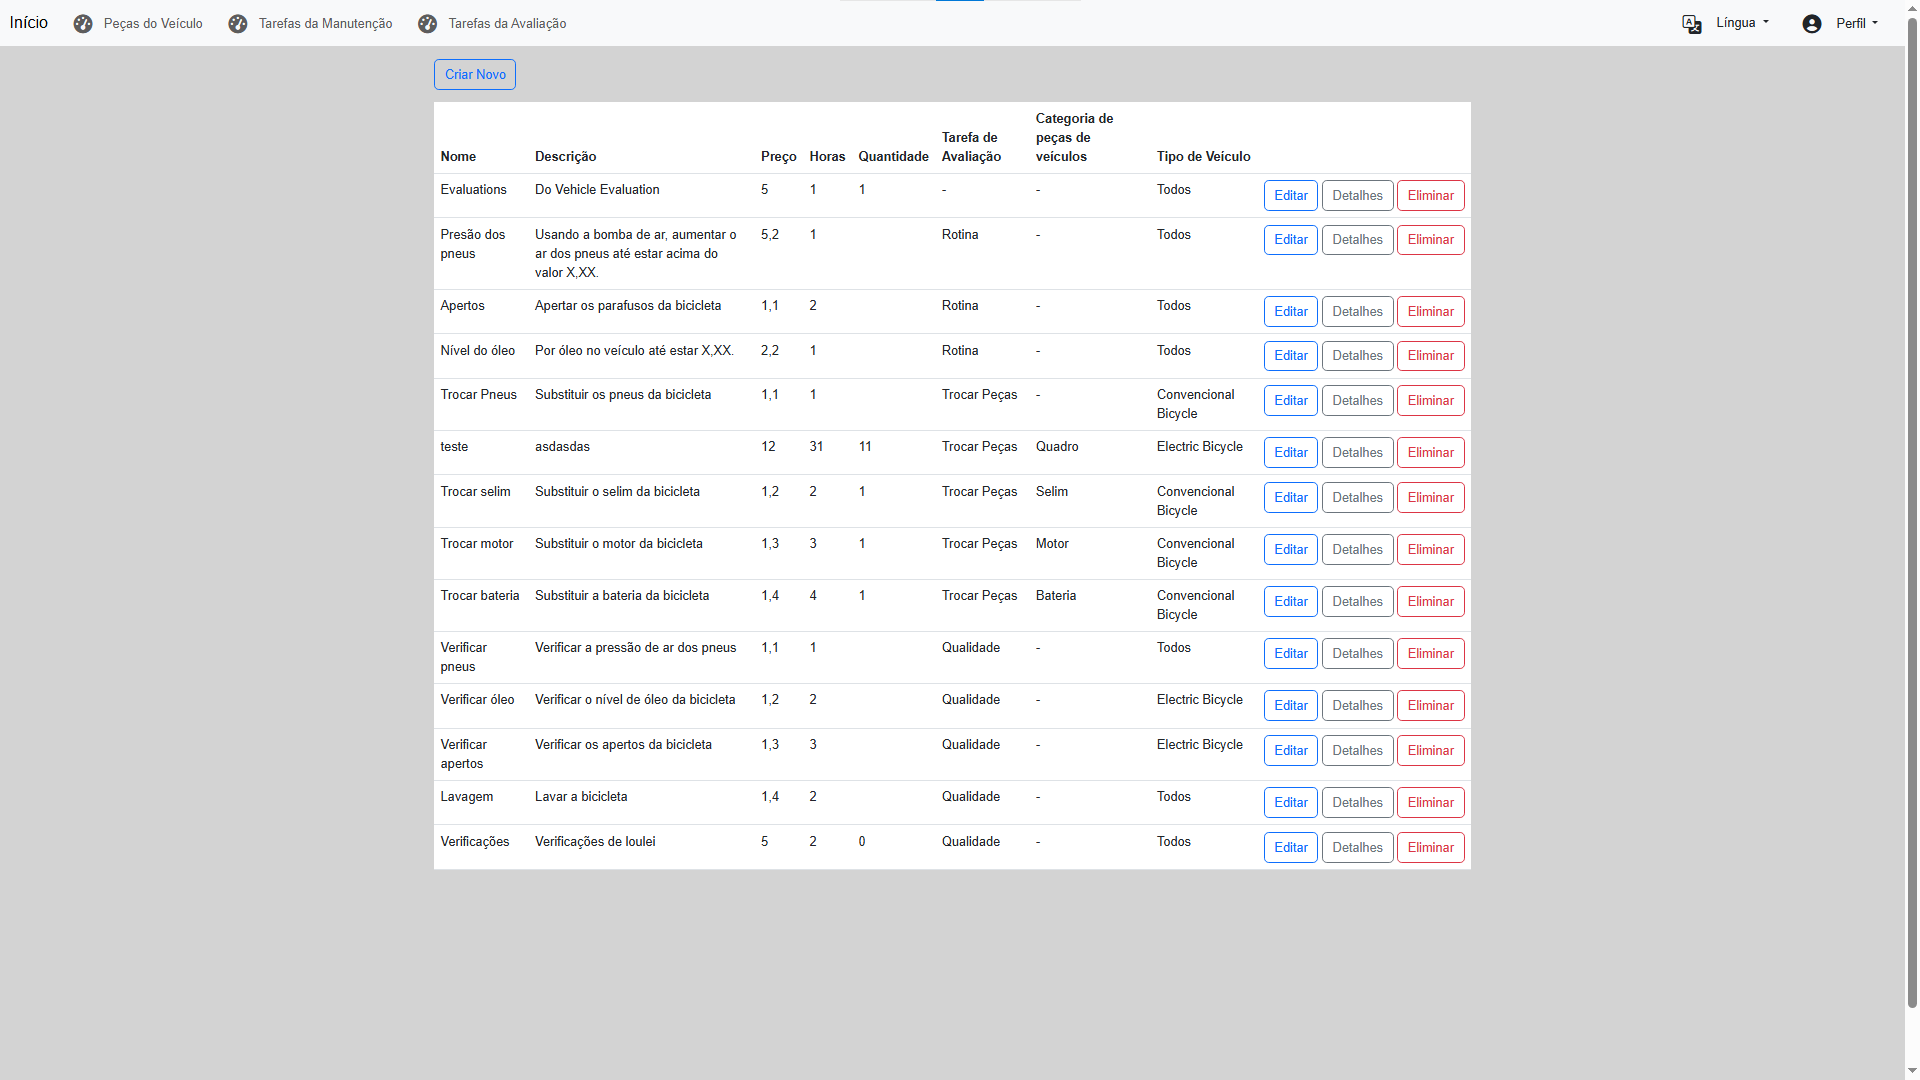 Início Peças do Veículo Tarefas da Manutenção Tarefas da Avaliação Língua Perfil
Criar Novo
Nome Descrição Preço Horas Quantidade Tarefa de Avaliação Categoria de peças de veículos Tipo de Veículo
Evaluations Do Vehicle Evaluation 5 1 1 - - Todos Editar Detalhes Eliminar
Presão dos pneus Usando a bomba de ar, aumentar o ar dos pneus até estar acima do valor X,XX. 5,2 1 Rotina - Todos Editar Detalhes Eliminar
Apertos Apertar os parafusos da bicicleta 1,1 2 Rotina - Todos Editar Detalhes Eliminar
Nível do óleo Por óleo no veículo até estar X,XX. 2,2 1 Rotina - Todos Editar Detalhes Eliminar
Trocar Pneus Substituir os pneus da bicicleta 1,1 1 Trocar Peças - Convencional Bicycle Editar Detalhes Eliminar
teste asdasdas 12 31 11 Trocar Peças Quadro Electric Bicycle Editar Detalhes Eliminar
Trocar selim Substituir o selim da bicicleta 1,2 2 1 Trocar Peças Selim Convencional Bicycle Editar Detalhes Eliminar
Trocar motor Substituir o motor da bicicleta 1,3 3 1 Trocar Peças Motor Convencional Bicycle Editar Detalhes Eliminar
Trocar bateria Substituir a bateria da bicicleta 1,4 4 1 Trocar Peças Bateria Convencional Bicycle Editar Detalhes Eliminar
Verificar pneus Verificar a pressão de ar dos pneus 1,1 1 Qualidade - Todos Editar Detalhes Eliminar
Verificar óleo Verificar o nível de óleo da bicicleta 1,2 2 Qualidade - Electric Bicycle Editar Detalhes Eliminar
Verificar apertos Verificar os apertos da bicicleta 1,3 3 Qualidade - Electric Bicycle Editar Detalhes Eliminar
Lavagem Lavar a bicicleta 1,4 2 Qualidade - Todos Editar Detalhes Eliminar
Verificações Verificações de loulei 5 2 0 Qualidade - Todos Editar Detalhes Eliminar